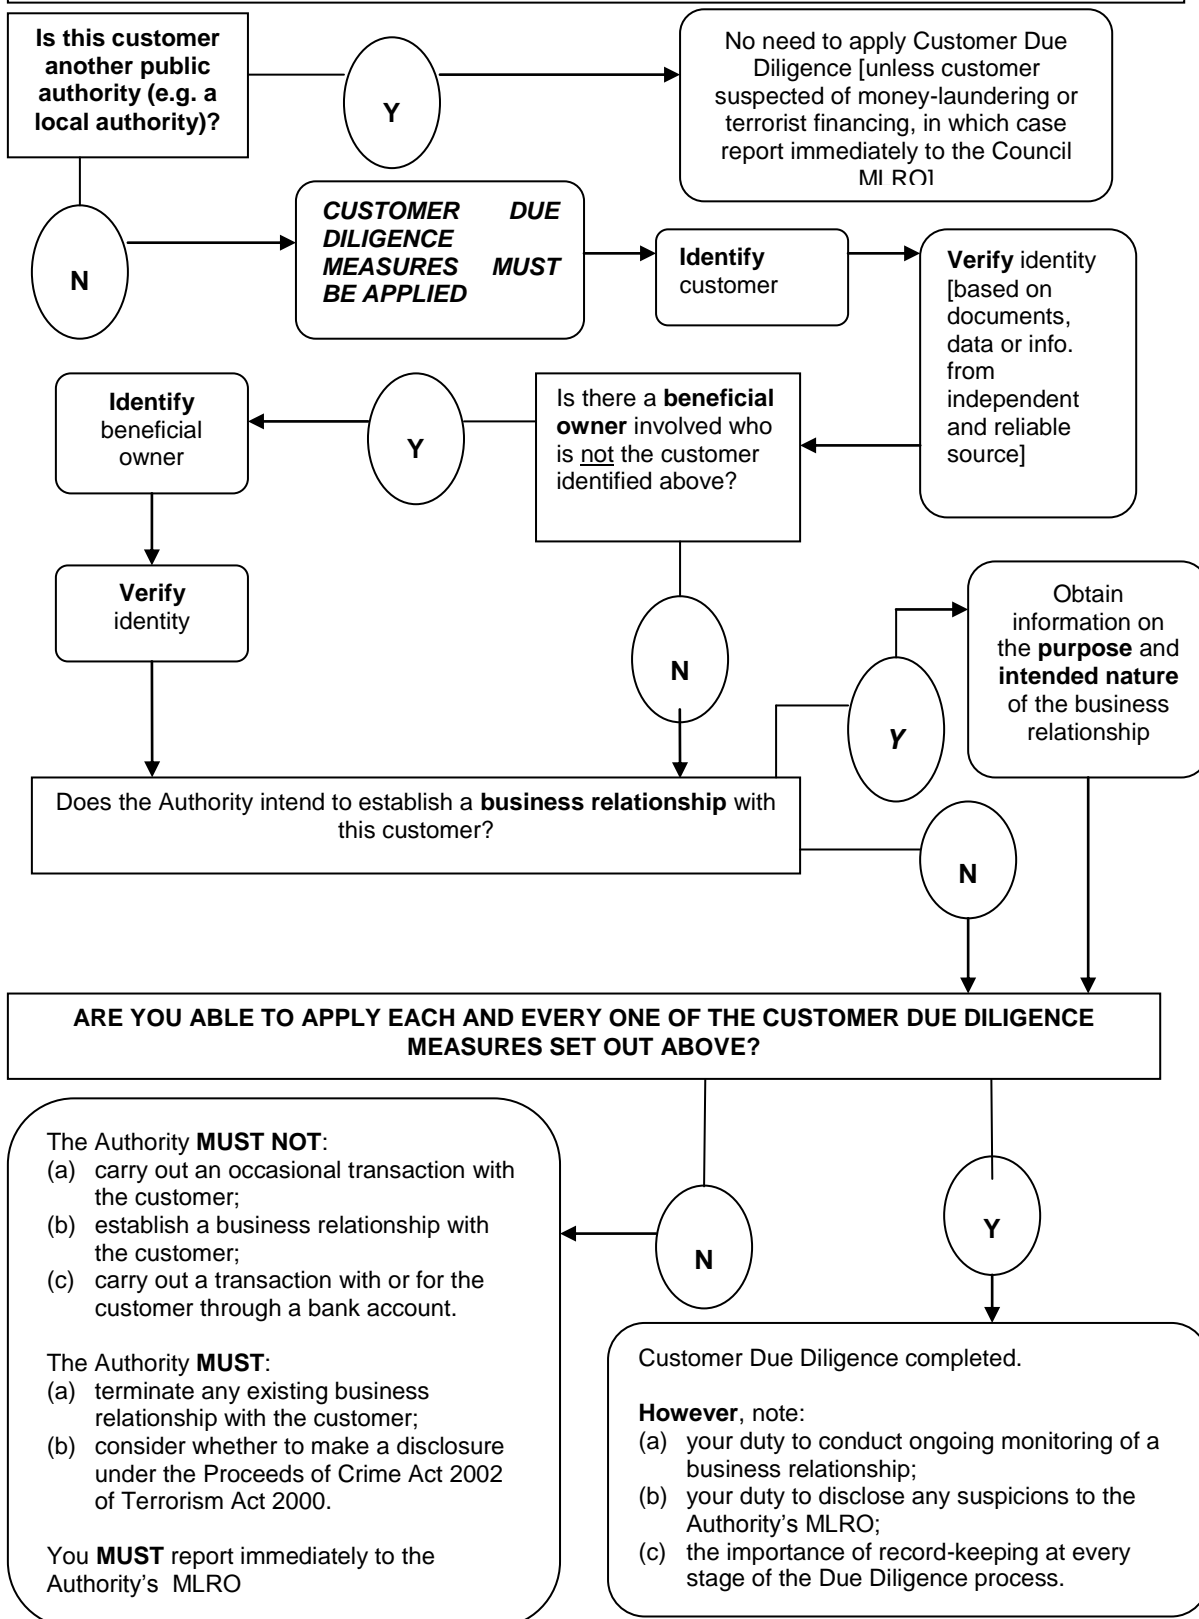 Is this customer
another public
authority (e.g. a
local authority)?
Y
No need to apply Customer Due
Diligence [unless customer
suspected of money-laundering or
terrorist financing, in which case
report immediately to the Council
MLRO]
N
CUSTOMER DUE
DILIGENCE
MEASURES MUST
BE APPLIED
Identify
customer
Verify identity
[based on
documents,
data or info.
from
independent
and reliable
source]
Identify
beneficial
owner
Y
Is there a beneficial
owner involved who
is not the customer
identified above?
Verify
identity
N
Y
Obtain
information on
the purpose and
intended nature
of the business
relationship
Does the Authority intend to establish a business relationship with
this customer?
N
ARE YOU ABLE TO APPLY EACH AND EVERY ONE OF THE CUSTOMER DUE DILIGENCE
MEASURES SET OUT ABOVE?
The Authority MUST NOT:
(a) carry out an occasional transaction with
the customer;
(b) establish a business relationship with
the customer;
(c) carry out a transaction with or for the
customer through a bank account.
The Authority MUST:
(a) terminate any existing business
relationship with the customer;
(b) consider whether to make a disclosure
under the Proceeds of Crime Act 2002
of Terrorism Act 2000.
You MUST report immediately to the
Authority's MLRO
N
Y
Customer Due Diligence completed.
However, note:
(a) your duty to conduct ongoing monitoring of a
business relationship;
(b) your duty to disclose any suspicions to the
Authority's MLRO;
(c) the importance of record-keeping at every
stage of the Due Diligence process.